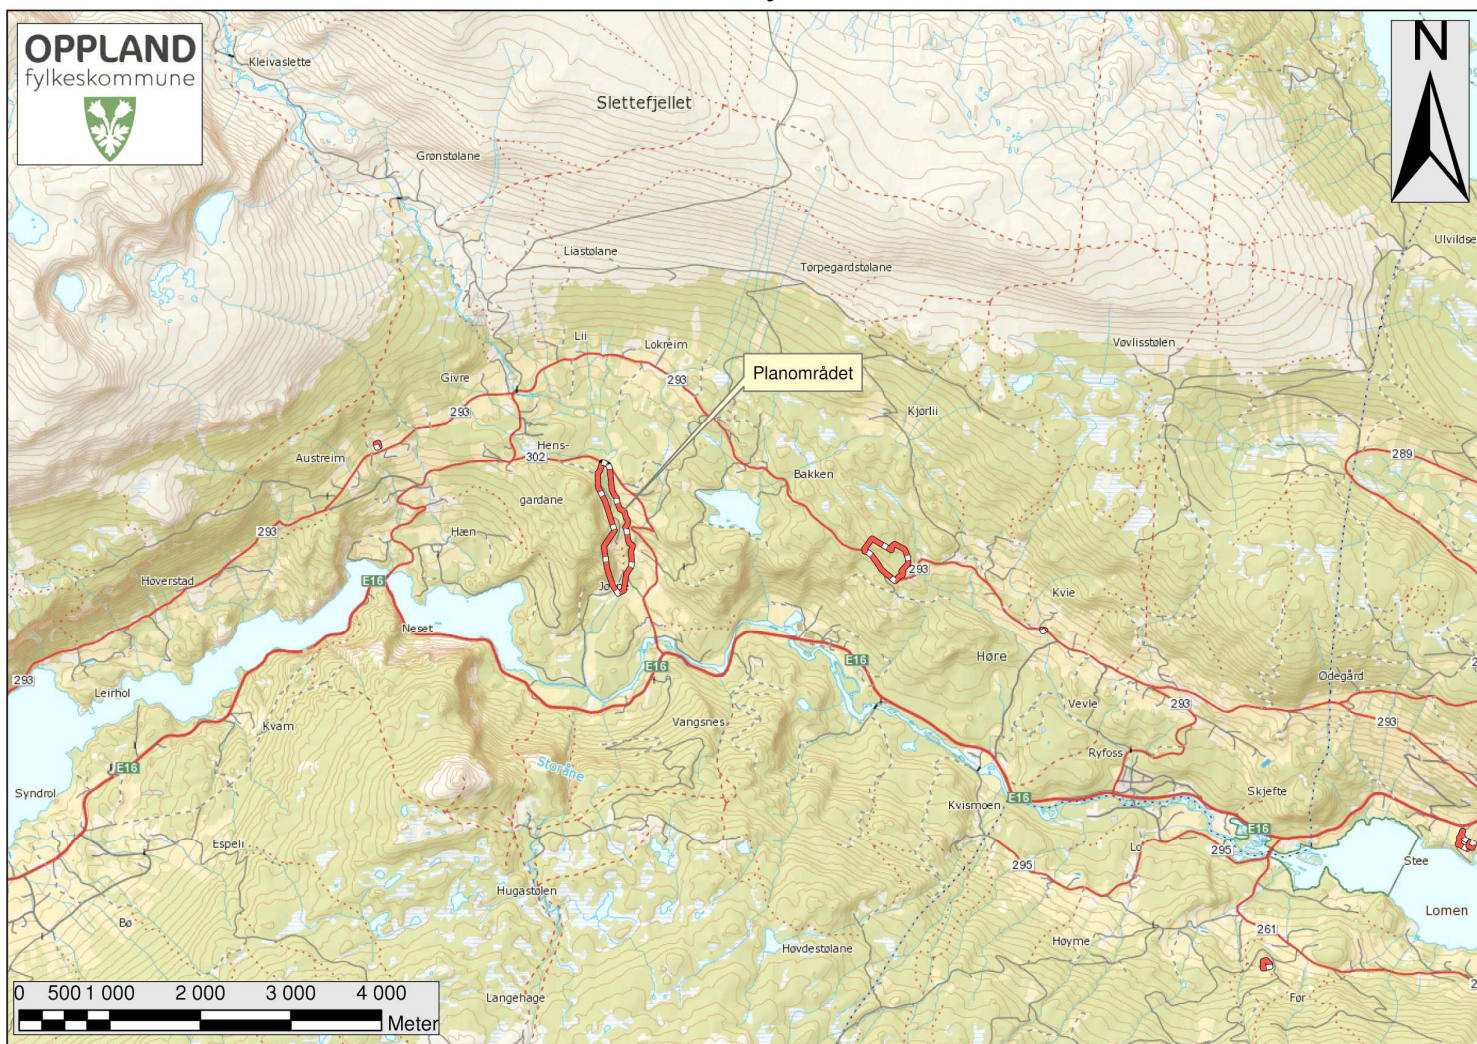 OPPLAND
fylkeskommune
N
Kleivaslette
Slettefjellet
Grønstølane
Ulvildse
Liastølane
Tørpegardstølane
Lii
Lokreim
Vøvlisstølen
Planområdet
Givre
293
293
Kjørlii
Hens-
302
Austreim
Bakken
289
gardane
293
Hæn
Høverstad
E16
293
Kvie
Neset
E16
E16
Høre
293
Leirhol
Ødegård
Kvam
Vangsnes
Vevle
293
293
E16
Storåne
Ryfoss
Syndrol
Kvismoen
E16
Skjefte
E16
Espeli
295
Lo
295
Stee
Hugastølen
Lomen
Bø
Høvdestølane
Høyme
261
Langehage
Før
0 500 1 000 2 000 3 000 4 000
Meter